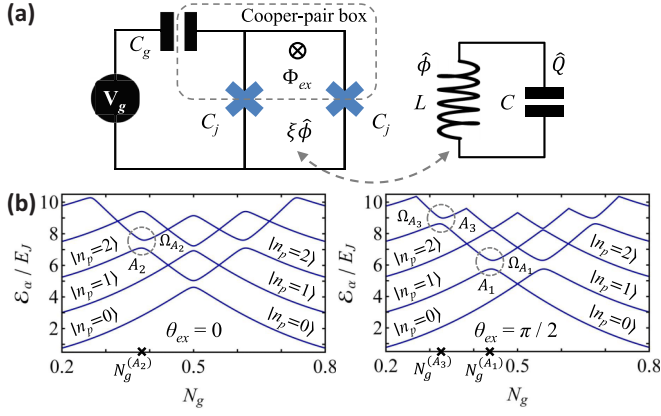 (a)
Cooper-pair box
C_g
Φ_ex
V_g
C_j
ξϕ̂
C_j
ϕ̂
L
Q̂
C
(b)
ℰ_α / E_J
10
8
6
4
2
Ω_{A_2}
A_2
|n_p=2⟩
|n_p=1⟩
|n_p=0⟩
|n_p=2⟩
|n_p=1⟩
|n_p=0⟩
θ_ex = 0
0.2
N_g^{(A_2)}
0.5
0.8
N_g
ℰ_α / E_J
10
8
6
4
2
Ω_{A_3}
A_3
Ω_{A_1}
A_1
|n_p=2⟩
|n_p=1⟩
|n_p=0⟩
|n_p=2⟩
|n_p=1⟩
|n_p=0⟩
θ_ex = π / 2
0.2
N_g^{(A_3)}
N_g^{(A_1)}
0.5
0.8
N_g